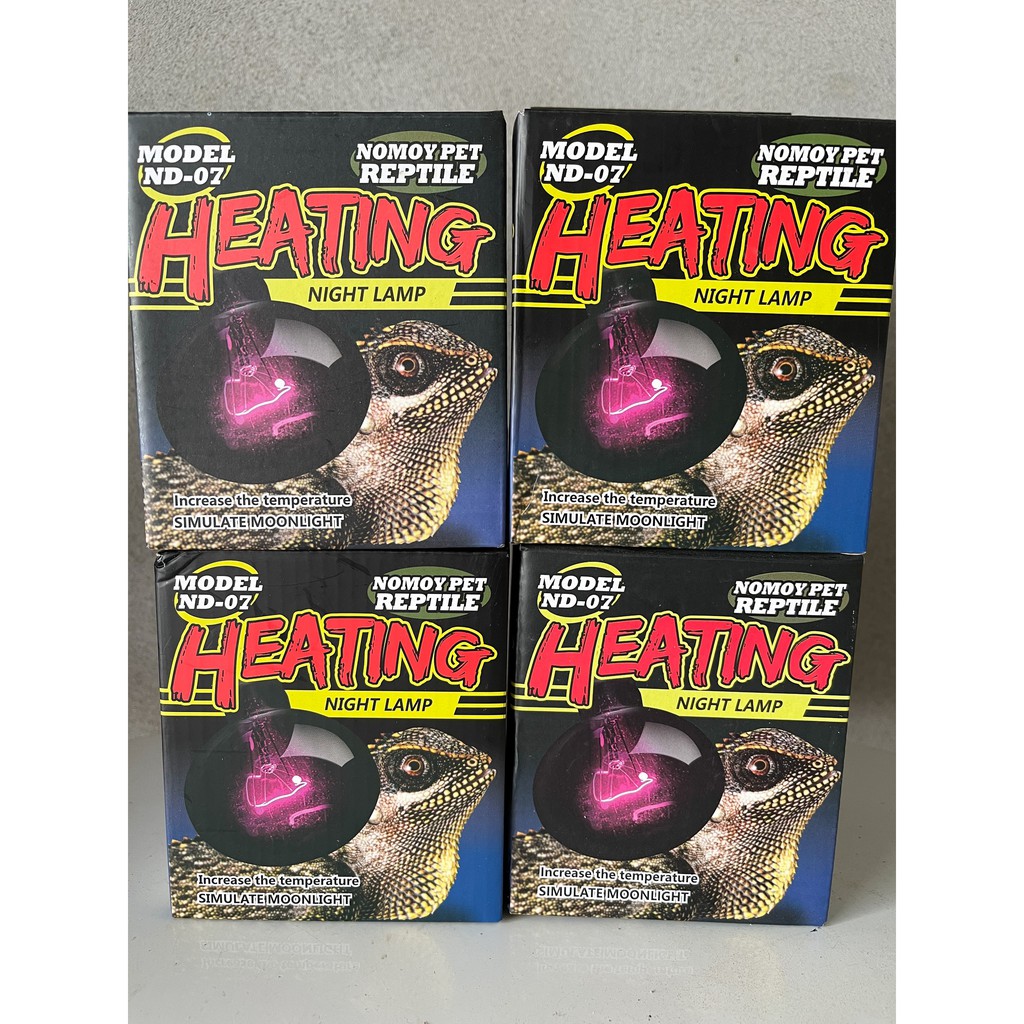 MODEL
ND-07
NOMOY PET
REPTILE
HEATING
NIGHT LAMP
Increase the temperature
SIMULATE MOONLIGHT
MODEL
ND-07
NOMOY PET
REPTILE
HEATING
NIGHT LAMP
Increase the temperature
SIMULATE MOONLIGHT
MODEL
ND-07
NOMOY PET
REPTILE
HEATING
NIGHT LAMP
Increase the temperature
SIMULATE MOONLIGHT
MODEL
ND-07
NOMOY PET
REPTILE
HEATING
NIGHT LAMP
Increase the temperature
SIMULATE MOONLIGHT